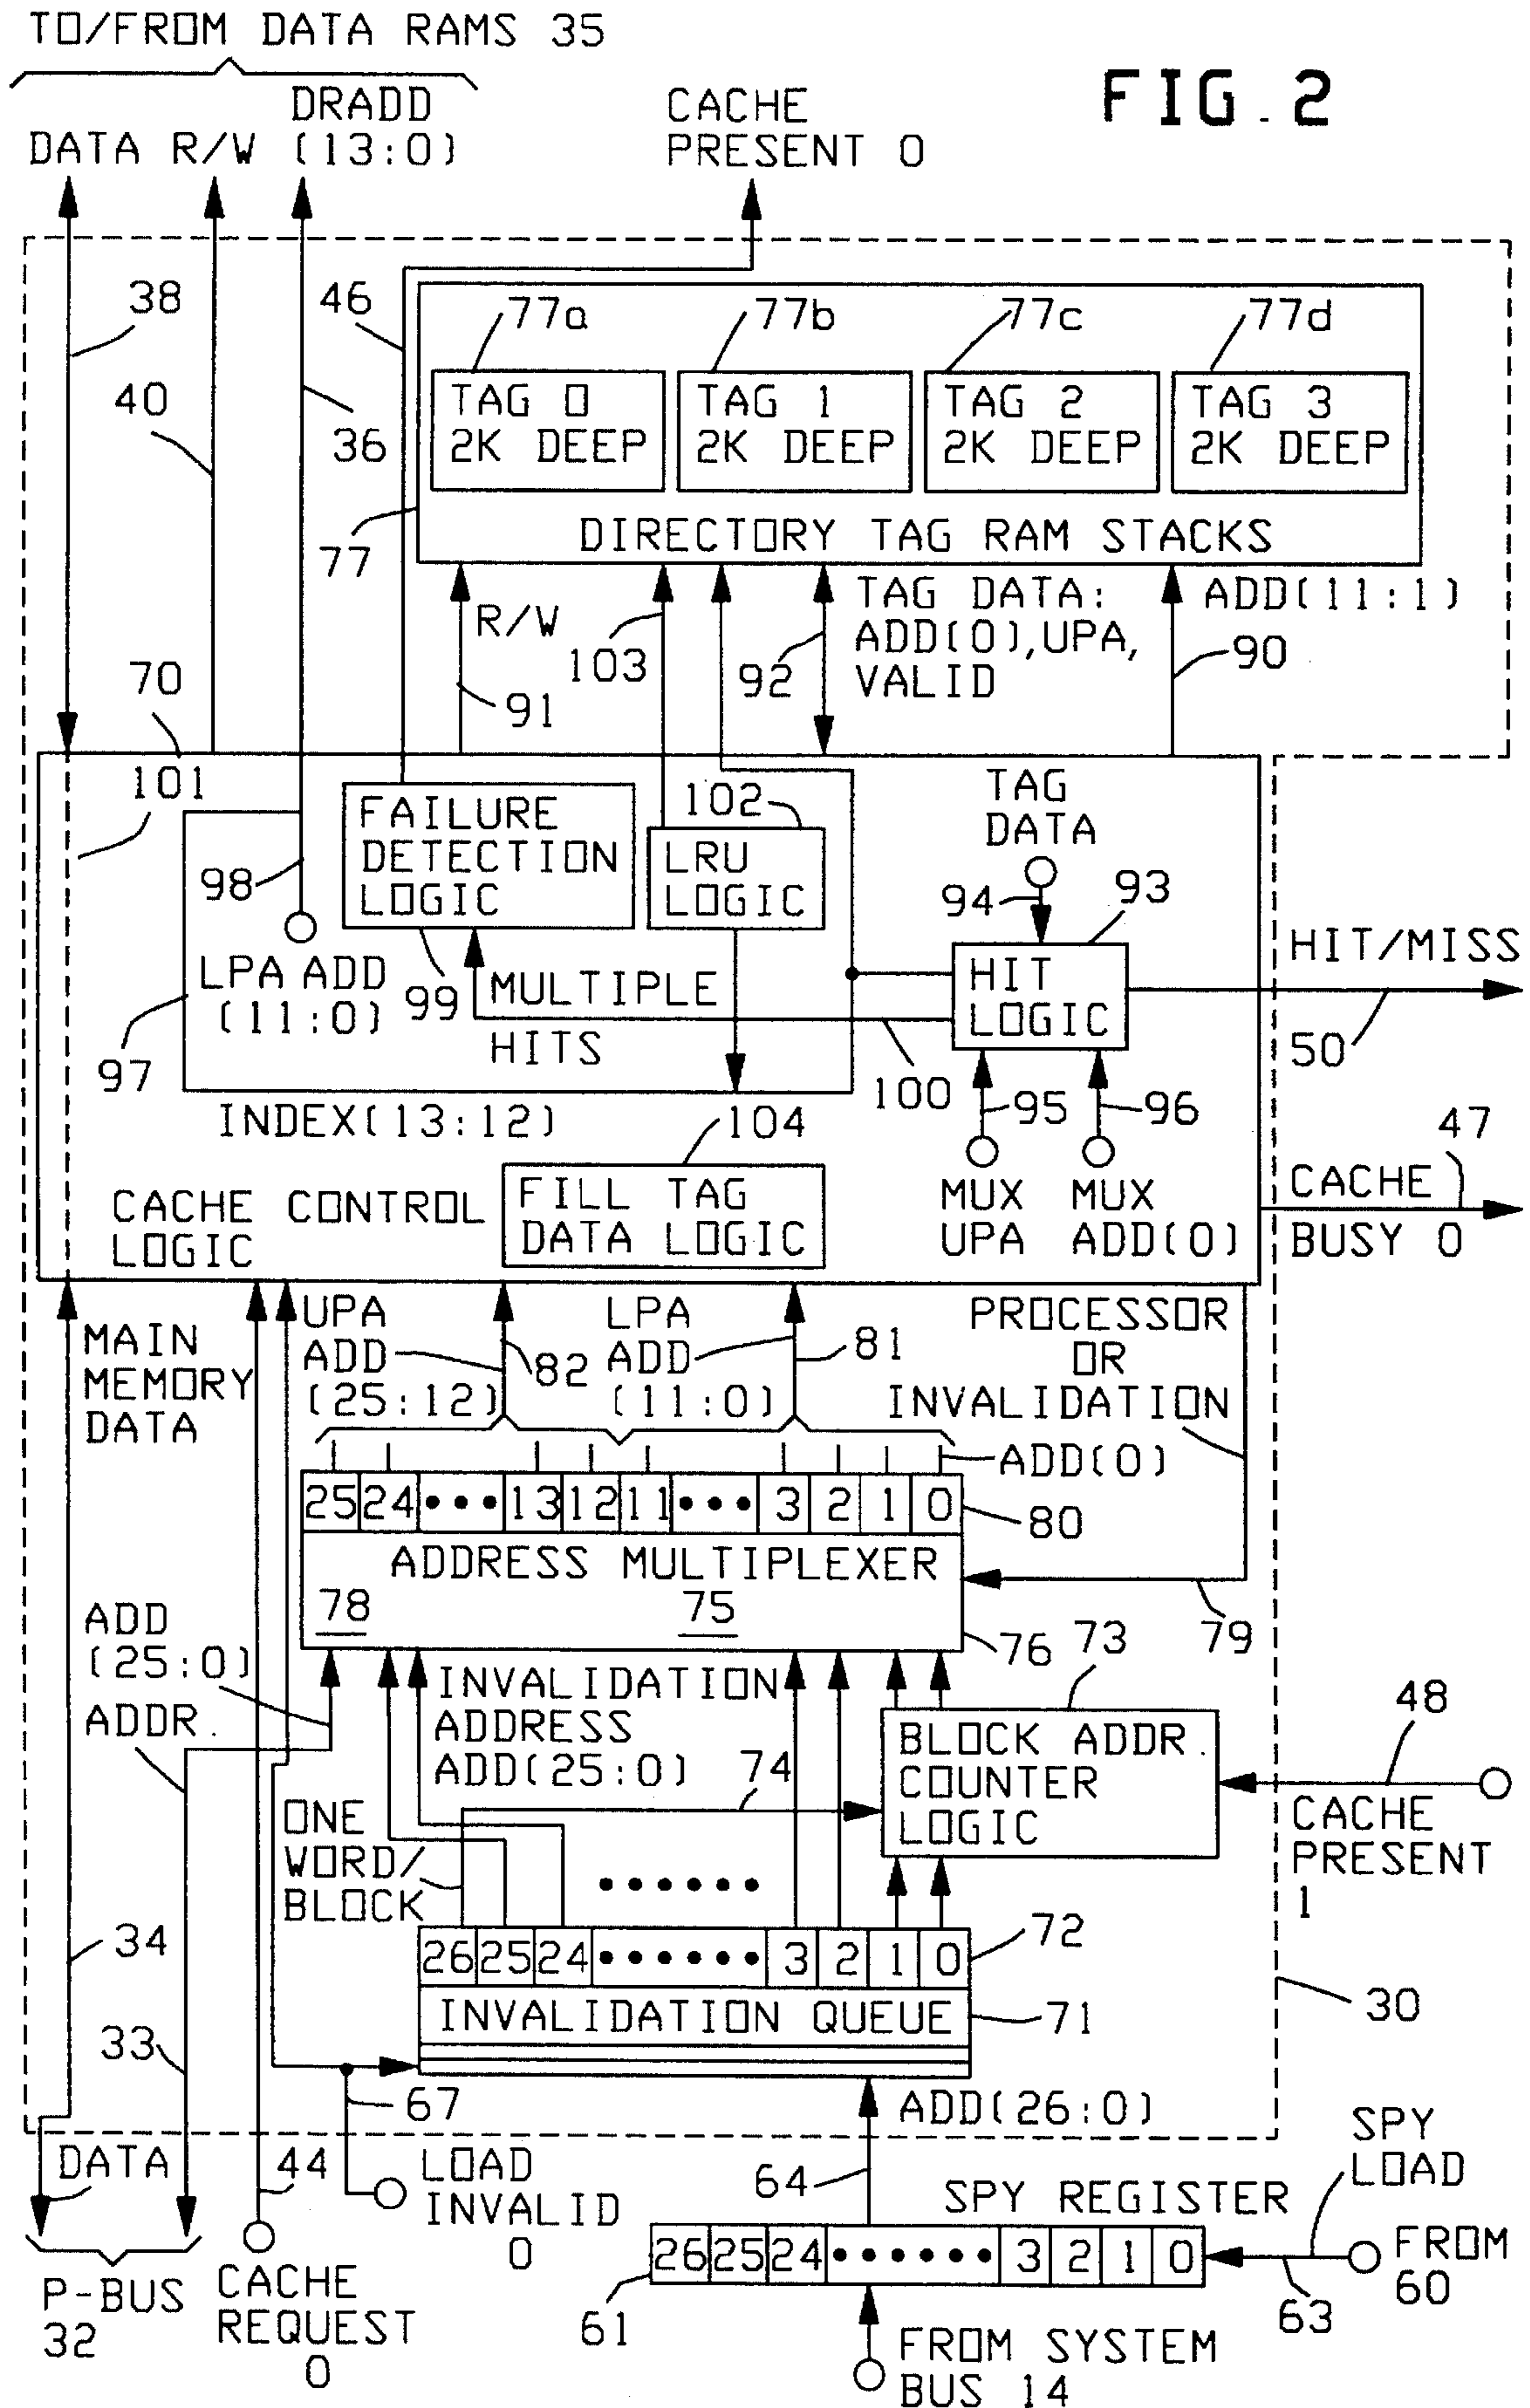 TO/FROM DATA RAMS 35
FIG. 2
DATA R/W DRADD (13:0)
CACHE
PRESENT 0
38
40
46
36
77
77a
77b
77c
77d
TAG 0
2K DEEP
TAG 1
2K DEEP
TAG 2
2K DEEP
TAG 3
2K DEEP
DIRECTORY TAG RAM STACKS
R/W
91
103
92
TAG DATA:
ADD(0),UPA,
VALID
ADD(11:1)
90
70
101
98
LPA ADD
(11:0)
97
FAILURE
DETECTION
LOGIC
99
102
LRU
LOGIC
MULTIPLE
HITS
TAG
DATA
94
93
HIT
LOGIC
100
95
96
MUX
UPA
MUX
ADD(0)
HIT/MISS
50
47
CACHE
BUSY 0
INDEX(13:12)
104
FILL TAG
DATA LOGIC
CACHE CONTROL
LOGIC
MAIN
MEMORY
DATA
UPA
ADD
(25:12)
82
LPA
ADD
(11:0)
81
PROCESSOR
OR
INVALIDATION
ADD(0)
25 24 ••• 13 12 11 ••• 3 2 1 0
80
ADDRESS MULTIPLEXER
78
75
76
79
ADD
(25:0)
ADDR.
INVALIDATION
ADDRESS
ADD(25:0)
73
BLOCK ADDR.
COUNTER
LOGIC
74
48
CACHE
PRESENT
1
ONE
WORD/
BLOCK
••••••
26 25 24 •••••• 3 2 1 0
72
INVALIDATION QUEUE
71
30
34
33
67
ADD(26:0)
DATA
44
LOAD
INVALID
0
64
SPY REGISTER
SPY
LOAD
26 25 24 •••••• 3 2 1 0
61
63
FROM
60
P-BUS
32
CACHE
REQUEST
0
FROM SYSTEM
BUS 14